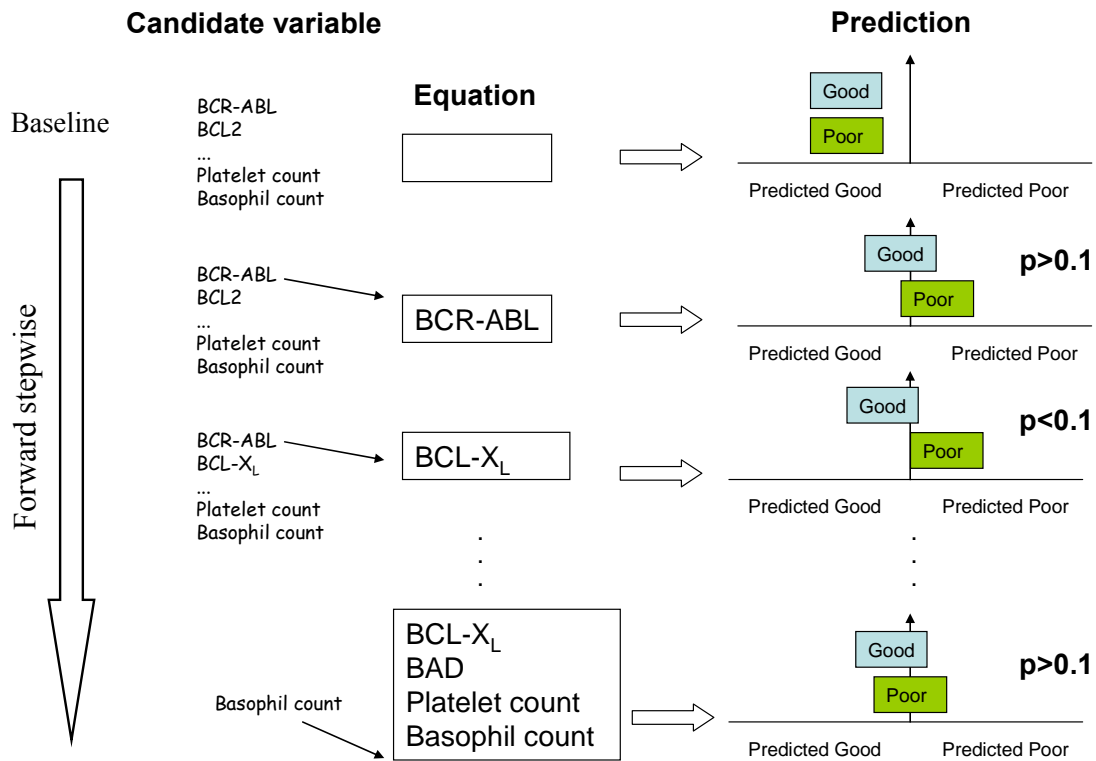 Candidate variable
Prediction
Equation
Baseline
BCR-ABL
BCL2
...
Platelet count
Basophil count
Good
Poor
Predicted Good
Predicted Poor
Forward stepwise
BCR-ABL
BCL2
...
Platelet count
Basophil count
BCR-ABL
Good
Poor
p>0.1
Predicted Good
Predicted Poor
BCR-ABL
BCL-XL
...
Platelet count
Basophil count
BCL-XL
Good
Poor
p<0.1
Predicted Good
Predicted Poor
.
.
.
.
.
.
Basophil count
BCL-XL
BAD
Platelet count
Basophil count
Good
Poor
p>0.1
Predicted Good
Predicted Poor